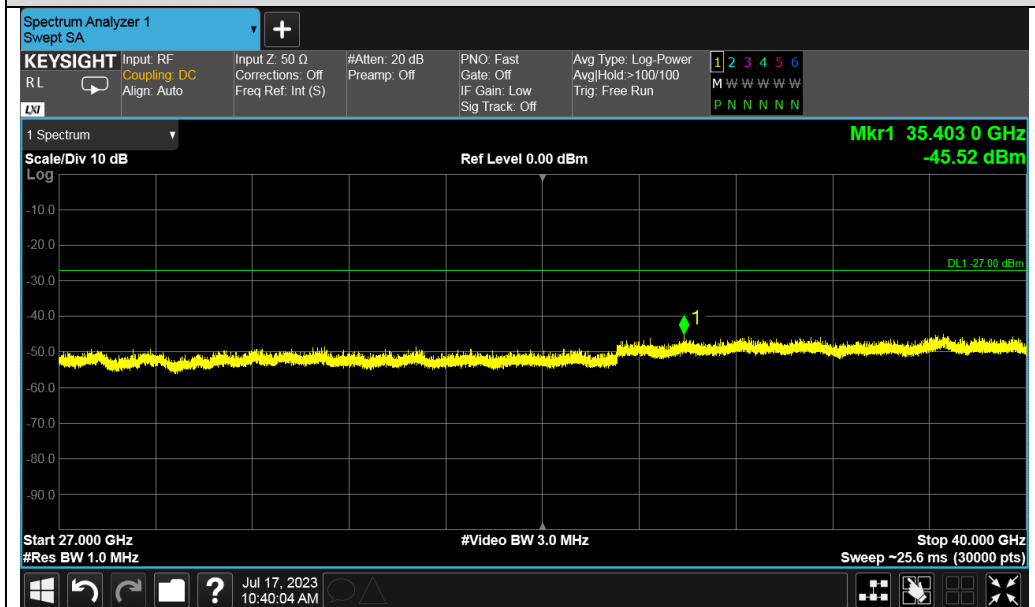 Spectrum Analyzer 1
Swept SA
+
KEYSIGHT
RL
LXI
Input: RF
Coupling: DC
Align: Auto
Input Z: 50 Ω
Corrections: Off
Freq Ref: Int (S)
#Atten: 20 dB
Preamp: Off
PNO: Fast
Gate: Off
IF Gain: Low
Sig Track: Off
Avg Type: Log-Power
Avg|Hold:>100/100
Trig: Free Run
1 2 3 4 5 6
M W W W W W
P N N N N N
1 Spectrum
Mkr1 35.403 0 GHz
-45.52 dBm
Scale/Div 10 dB
Ref Level 0.00 dBm
Log
-10.0
-20.0
DL1 -27.00 dBm
-30.0
-40.0
1
-50.0
-60.0
-70.0
-80.0
-90.0
Start 27.000 GHz
#Video BW 3.0 MHz
Stop 40.000 GHz
#Res BW 1.0 MHz
Sweep ~25.6 ms (30000 pts)
?
Jul 17, 2023
10:40:04 AM